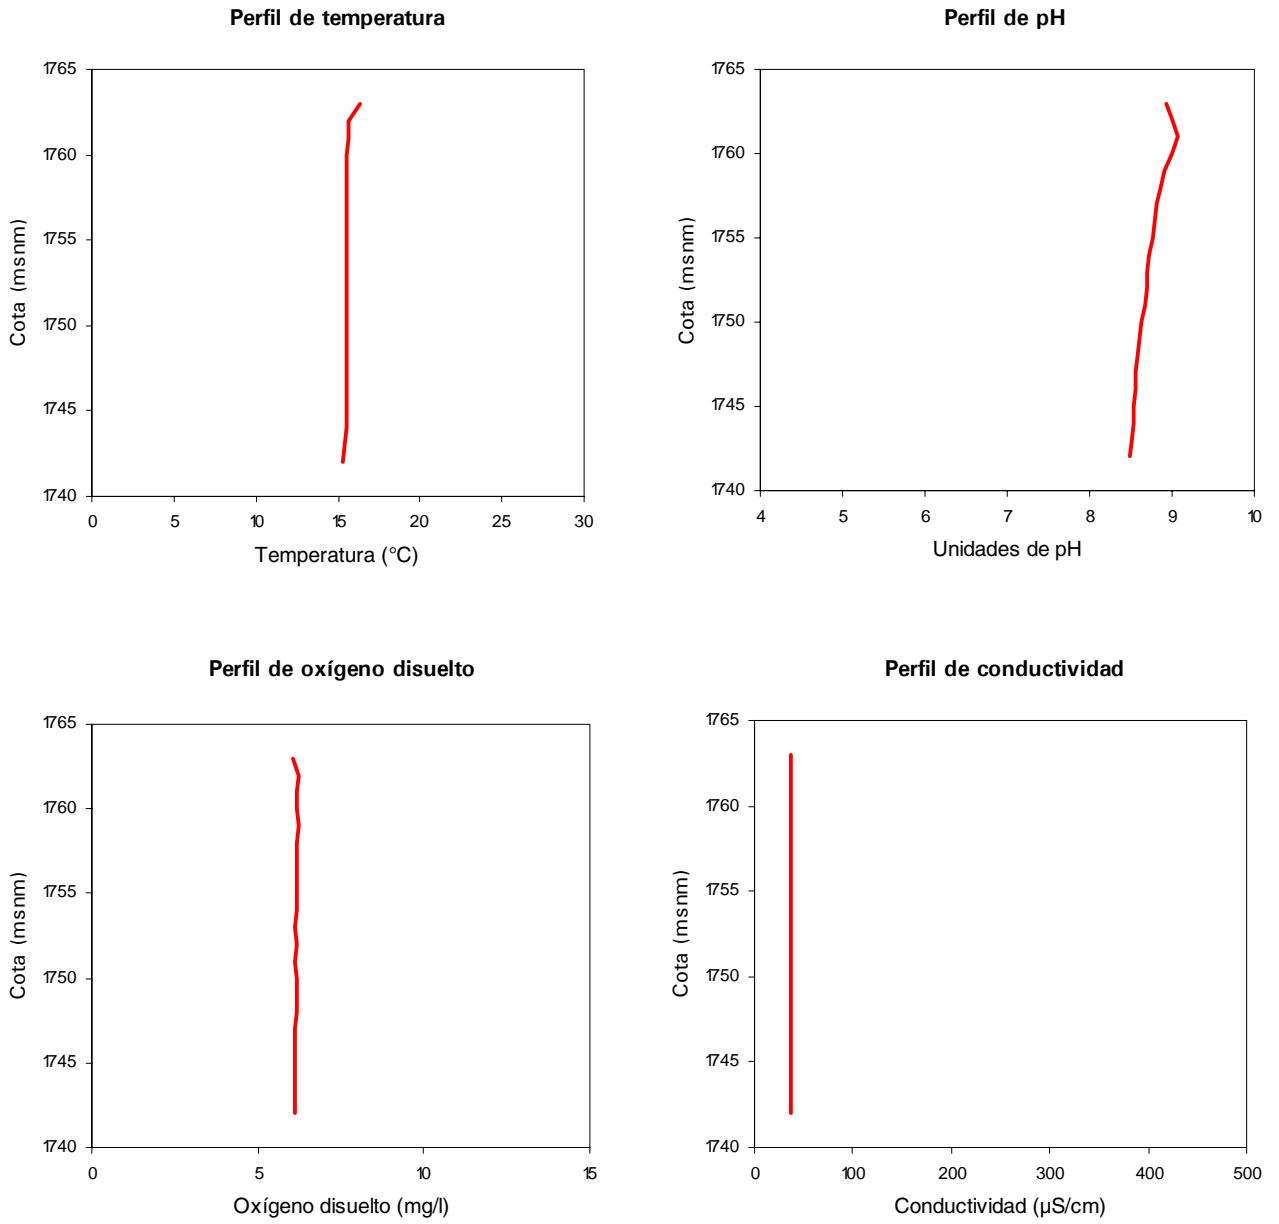 Perfil de temperatura
1765
1760
1755
1750
1745
1740
Cota (msnm)
0 5 10 15 20 25 30
Temperatura (°C)
Perfil de pH
1765
1760
1755
1750
1745
1740
Cota (msnm)
4 5 6 7 8 9 10
Unidades de pH
Perfil de oxígeno disuelto
1765
1760
1755
1750
1745
1740
Cota (msnm)
0 5 10 15
Oxígeno disuelto (mg/l)
Perfil de conductividad
1765
1760
1755
1750
1745
1740
Cota (msnm)
0 100 200 300 400 500
Conductividad (µS/cm)